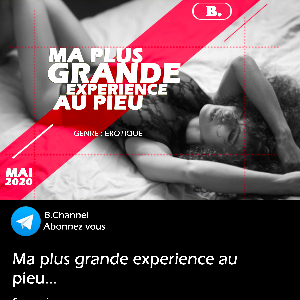 B.
MA PLUS
GRANDE
EXPERIENCE
AU PIEU
GENRE : EROTIQUE
MAI
2020
B.Channel
Abonnez vous
Ma plus grande experience au
pieu...